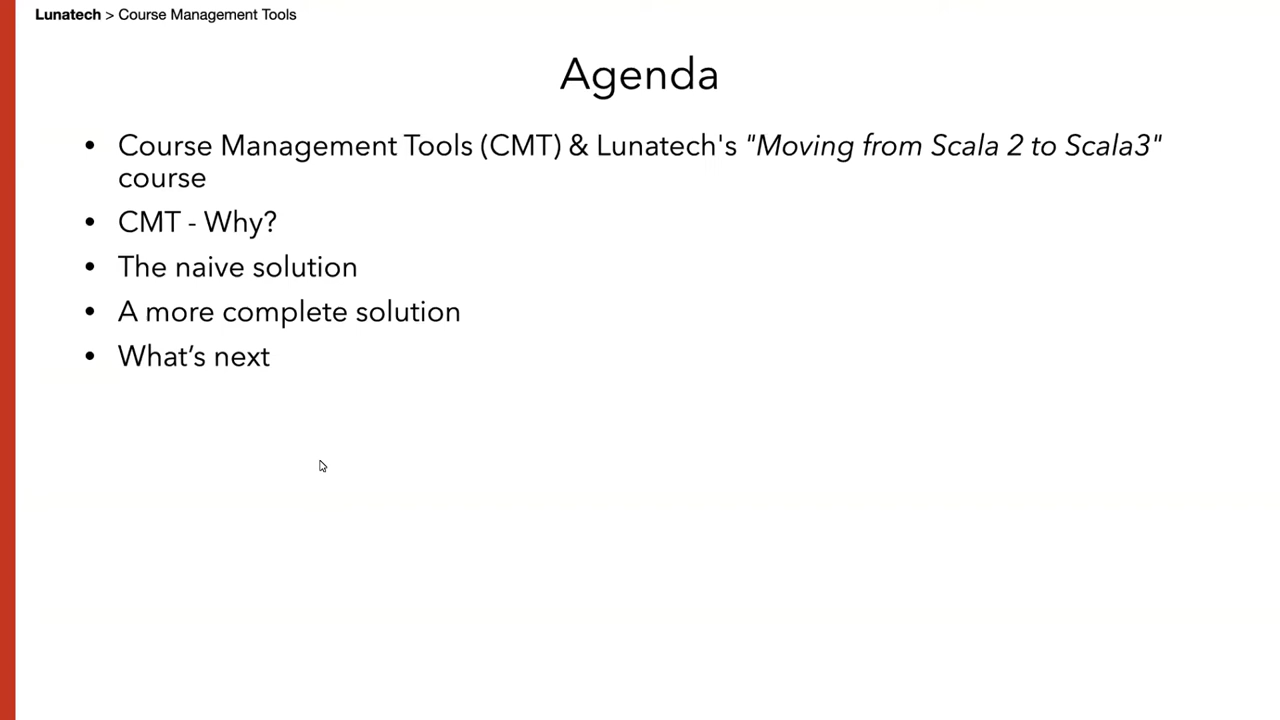 Lunatech > Course Management Tools
Agenda
• Course Management Tools (CMT) & Lunatech's "Moving from Scala 2 to Scala3"
course
• CMT - Why?
• The naive solution
• A more complete solution
• What’s next